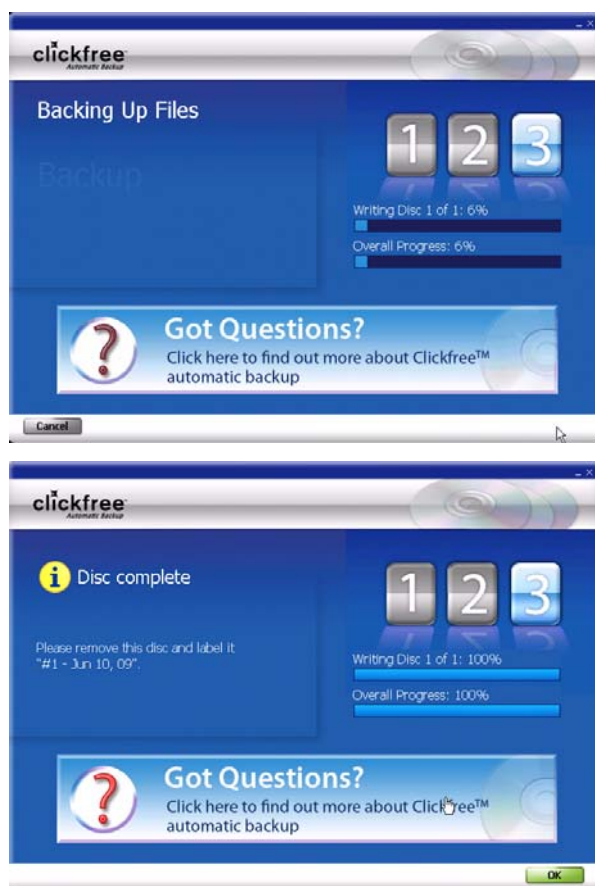 clickfree
Automatic Backup
Backing Up Files
Backup
1 2 3
Writing Disc 1 of 1: 6%
Overall Progress: 6%
Got Questions?
Click here to find out more about Clickfree™
automatic backup
Cancel
clickfree
Automatic Backup
Disc complete
1 2 3
Please remove this disc and label it
"#1 - Jun 10, 09".
Writing Disc 1 of 1: 100%
Overall Progress: 100%
Got Questions?
Click here to find out more about Clickfree™
automatic backup
OK